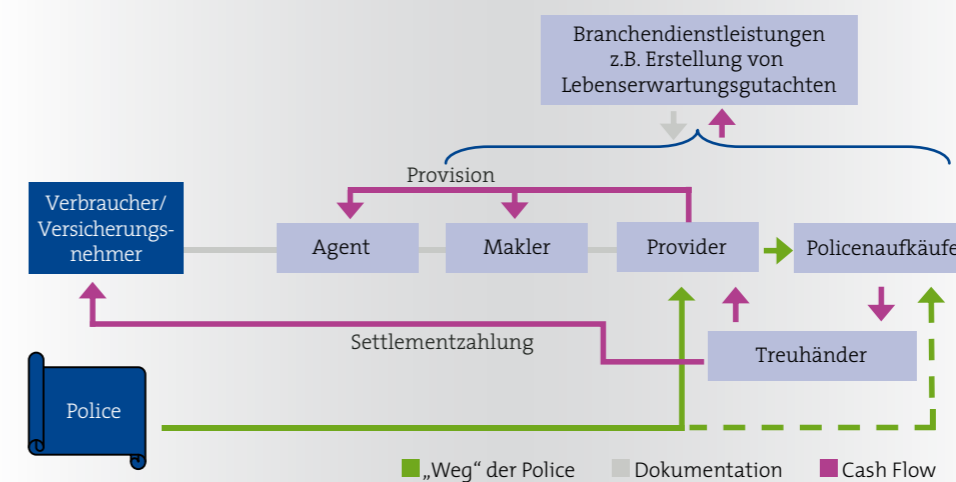 Branchendienstleistungen
z.B. Erstellung von
Lebenserwartungsgutachten
Provision
Verbraucher/
Versicherungs-
nehmer
Agent
Makler
Provider
Policenaufkäufe
Settlementzahlung
Treuhänder
Police
„Weg“ der Police
Dokumentation
Cash Flow